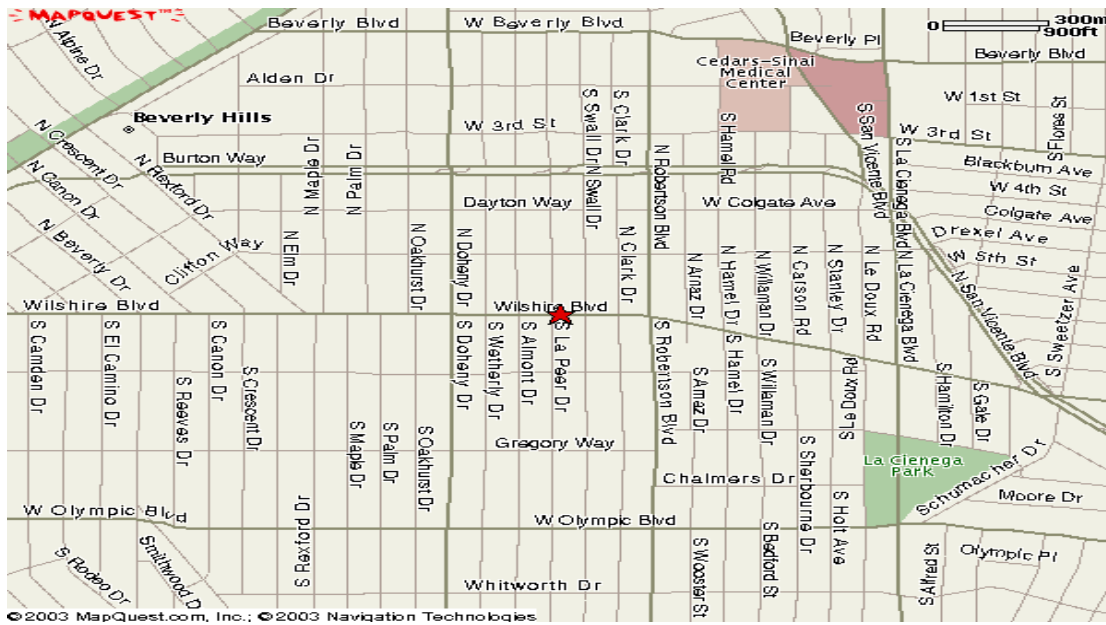 MAPQUEST™
Beverly Blvd
W Beverly Blvd
Beverly Pl
0
300m
900ft
Beverly Blvd
N Alpine Dr
Alden Dr
Cedars-Sinai
Medical
Center
W 1st St
Beverly Hills
W 3rd St
S Swall Dr
S Clark Dr
S Hamel Rd
S San Vicente Blvd
W 3rd St
S Flores St
N Crescent Dr
N Rexford Dr
Burton Way
N Maple Dr
N Palm Dr
N Swall Dr
N Robertson Blvd
S La Cienega Blvd
Blackburn Ave
W 4th St
Colgate Ave
Drexel Ave
W 5th St
N Canon Dr
Dayton Way
W Colgate Ave
N Beverly Dr
Clifton Way
N Elm Dr
N Oakhurst Dr
N Doheny Dr
N Clark Dr
N Arnaz Dr
N Hamel Dr
N Willaman Dr
N Carson Rd
N Stanley Dr
N Le Doux Rd
N La Cienega Blvd
N San Vicente Blvd
S Sweetzer Ave
Wilshire Blvd
Wilshire Blvd
S Camden Dr
S El Camino Dr
S Reeves Dr
S Canon Dr
S Crescent Dr
S Doheny Dr
S Wetherly Dr
S Almont Dr
S La Peer Dr
S Robertson Blvd
S Arnaz Dr
S Hamel Dr
S Willaman Dr
S Ledoux Rd
S Hamilton Dr
S Gale Dr
S Maple Dr
S Palm Dr
S Oakhurst Dr
Gregory Way
Chalmers Dr
S Sherbourne Dr
S Holt Ave
La Cienega
Park
Schumacher Dr
Moore Dr
W Olympic Blvd
W Olympic Blvd
S Rexford Dr
S Rodeo Dr
Smithwood Dr
Whitworth Dr
S Wooster St
S Bedford St
S Alfred St
Olympic Pl
©2003 MapQuest.com, Inc.; ©2003 Navigation Technologies